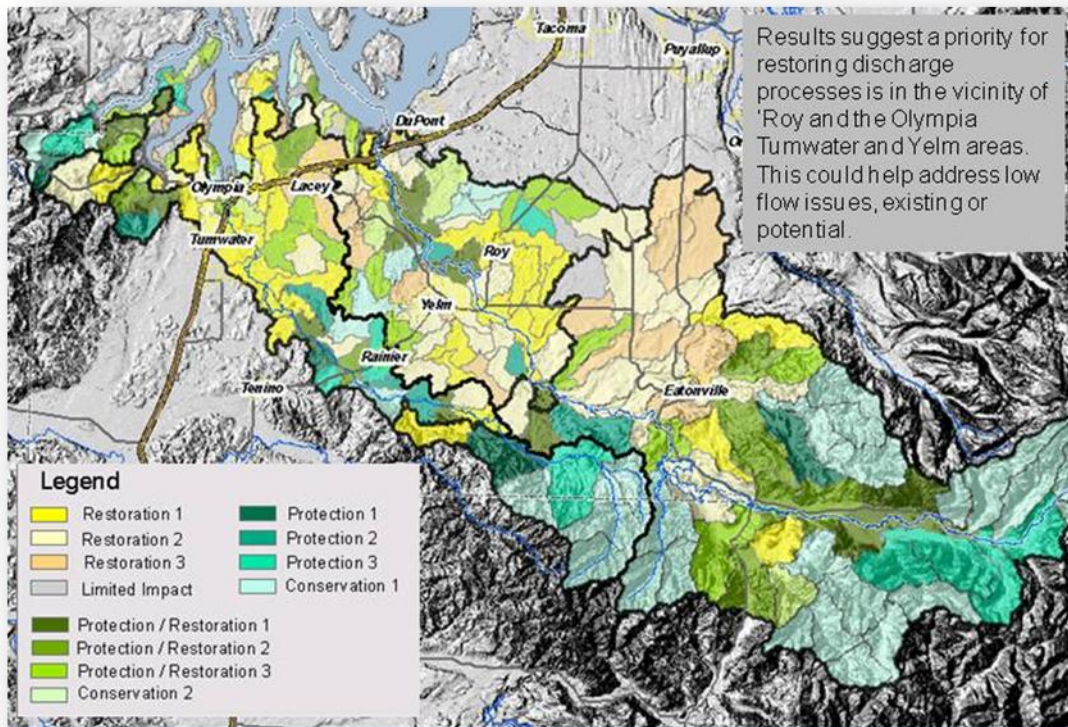 Tacoma
Puyallup
Results suggest a priority for
restoring discharge
processes is in the vicinity of
'Roy and the Olympia
Tumwater and Yelm areas.
This could help address low
flow issues, existing or
potential.
DuPont
Olympia
Lacey
Tumwater
Roy
Yelm
Rainier
Tenino
Eatonville
Legend
Restoration 1
Restoration 2
Restoration 3
Limited Impact
Protection 1
Protection 2
Protection 3
Conservation 1
Protection / Restoration 1
Protection / Restoration 2
Protection / Restoration 3
Conservation 2